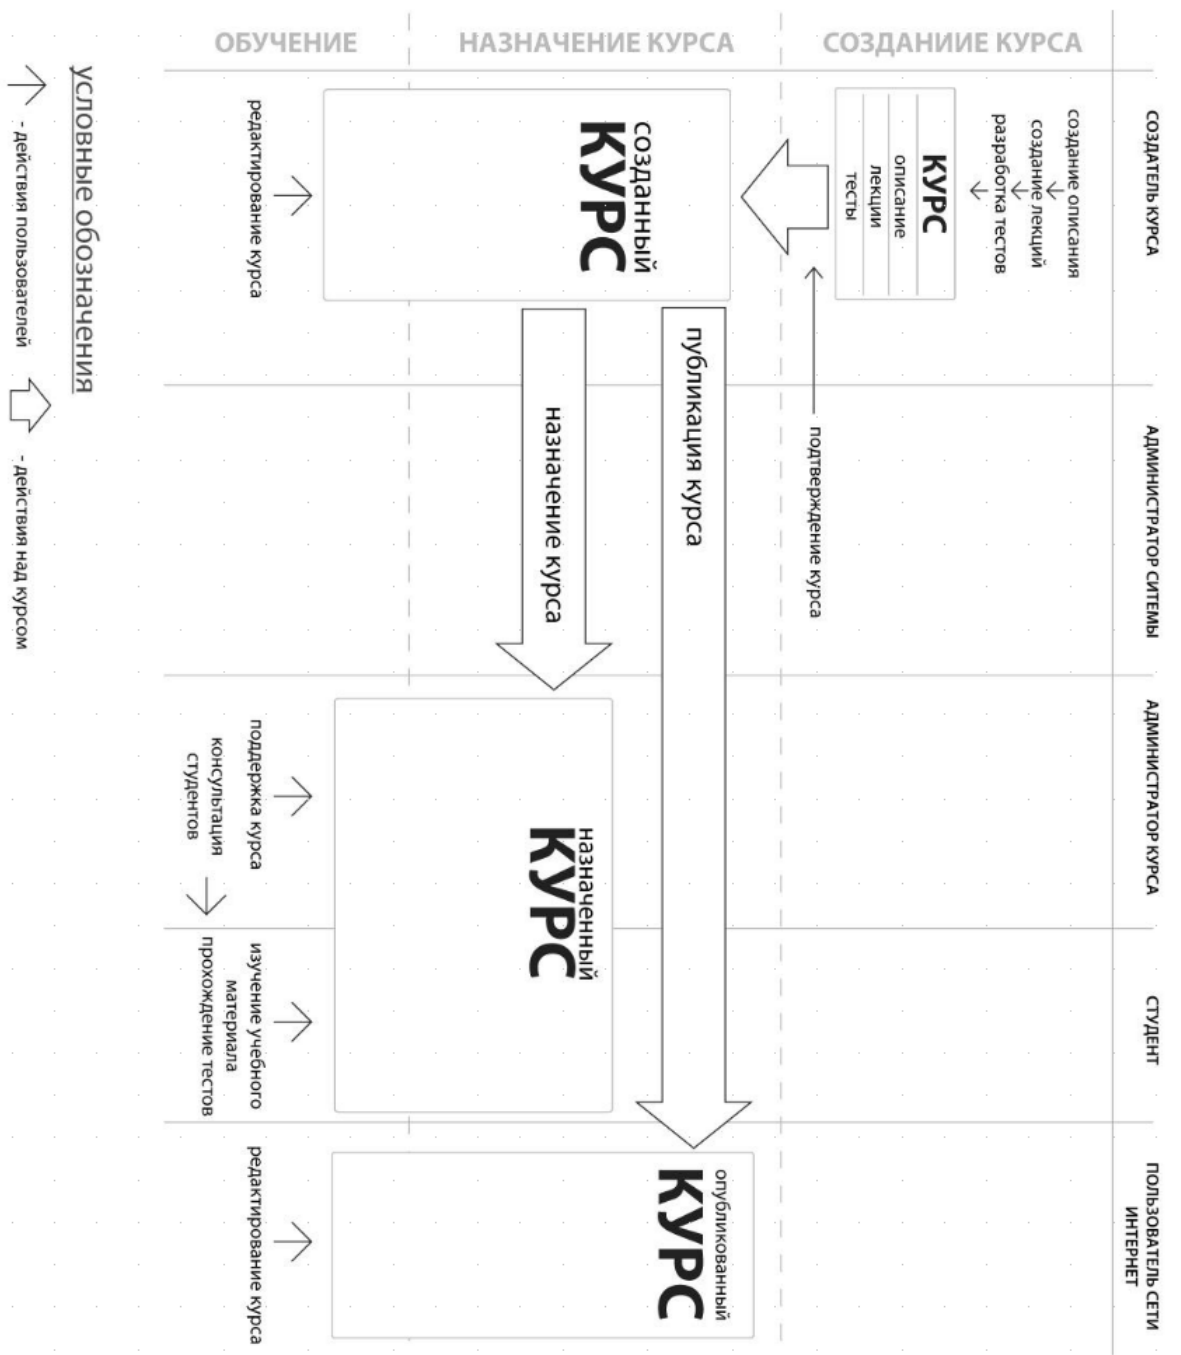 СОЗДАТЕЛЬ КУРСА
АДМИНИСТРАТОР СИТЕМЫ
АДМИНИСТРАТОР КУРСА
СТУДЕНТ
ПОЛЬЗОВАТЕЛЬ СЕТИ
ИНТЕРНЕТ
СОЗДАНИИЕ КУРСА
НАЗНАЧЕНИЕ КУРСА
ОБУЧЕНИЕ
создание описания
создание лекций
разработка тестов
КУРС
описание
лекции
тесты
подтверждение курса
созданный
КУРС
публикация курса
назначение курса
назначенный
КУРС
опубликованный
КУРС
редактирование курса
поддержка курса
консультация
студентов
изучение учебного
материала
прохождение тестов
редактирование курса
условные обозначения
- действия пользователей
- действия над курсом